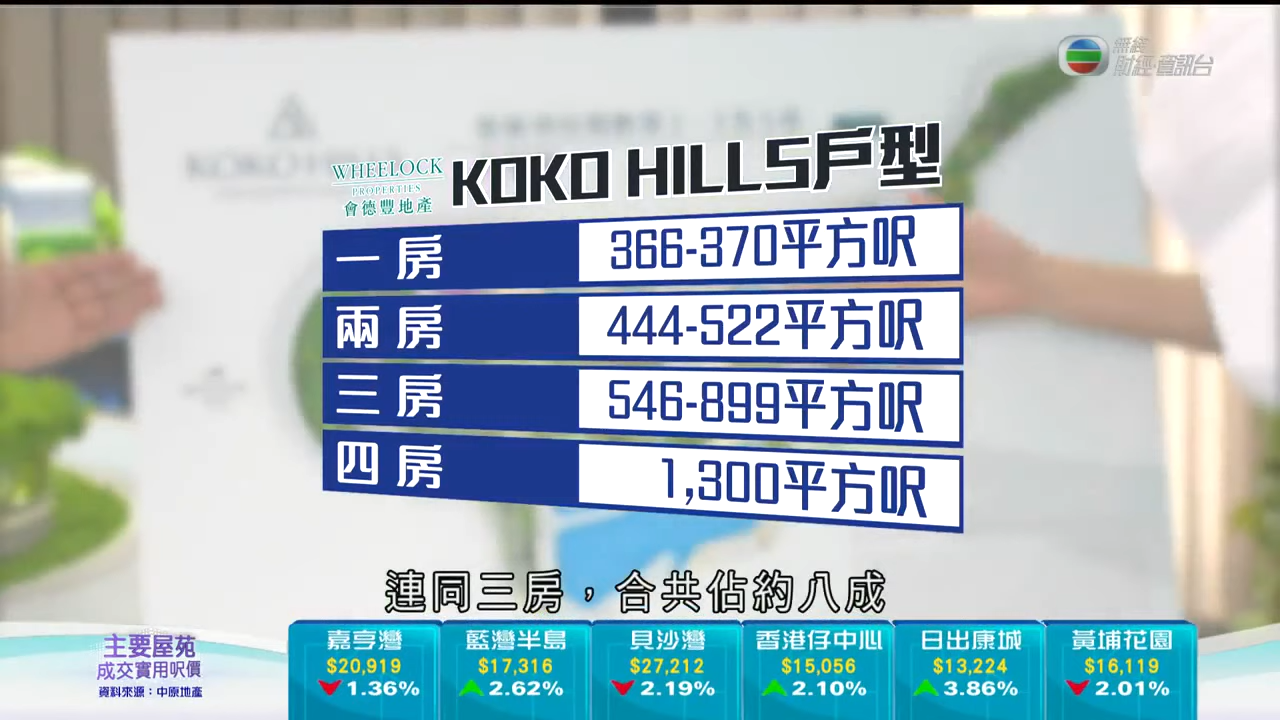 無綫
財經·資訊台
WHEELOCK
PROPERTIES
會德豐地產
KOKO HILLS戶型
一房 366-370平方呎
兩房 444-522平方呎
三房 546-899平方呎
四房 1,300平方呎
連同三房，合共佔約八成
主要屋苑
成交實用呎價
資料來源：中原地產
嘉亨灣 藍灣半島 貝沙灣 香港仔中心 日出康城 黃埔花園
$20,919 $17,316 $27,212 $15,056 $13,224 $16,119
1.36% 2.62% 2.19% 2.10% 3.86% 2.01%